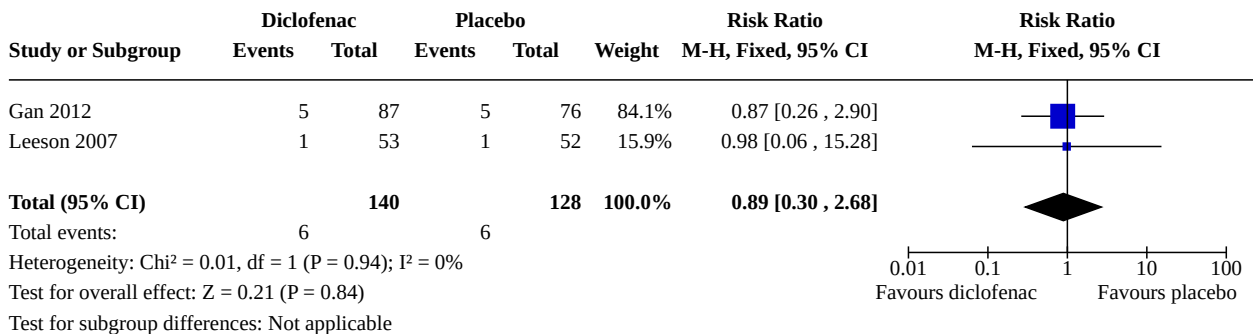 Diclofenac Placebo Risk Ratio Risk Ratio
Study or Subgroup Events Total Events Total Weight M-H, Fixed, 95% CI M-H, Fixed, 95% CI
Gan 2012 5 87 5 76 84.1% 0.87 [0.26 , 2.90]
Leeson 2007 1 53 1 52 15.9% 0.98 [0.06 , 15.28]
Total (95% CI) 140 128 100.0% 0.89 [0.30 , 2.68]
Total events: 6 6
Heterogeneity: Chi² = 0.01, df = 1 (P = 0.94); I² = 0%
0.01 0.1 1 10 100
Test for overall effect: Z = 0.21 (P = 0.84)
Favours diclofenac Favours placebo
Test for subgroup differences: Not applicable